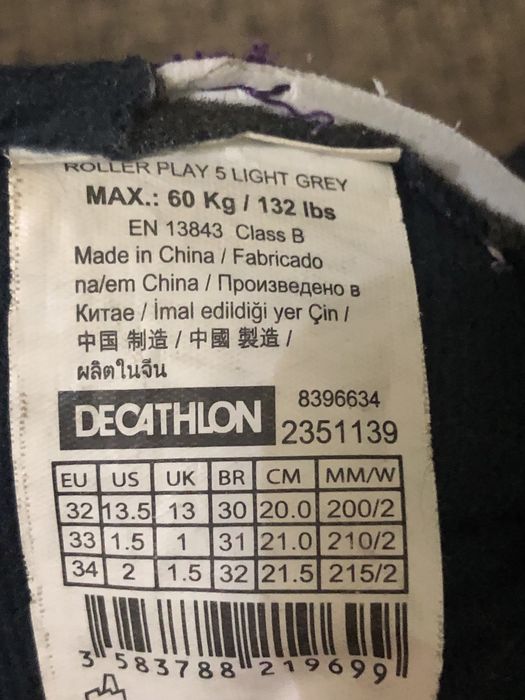 ROLLER PLAY 5 LIGHT GREY
MAX.: 60 Kg / 132 lbs
EN 13843 Class B
Made in China / Fabricado
na/em China / Произведено в
Китае / İmal edildiği yer Çin /
中国 制造 / 中國 製造 /
ผลิตในจีน
DECATHLON 8396634
2351139
EU US UK BR CM MM/W
32 13.5 13 30 20.0 200/2
33 1.5 1 31 21.0 210/2
34 2 1.5 32 21.5 215/2
3 583788 219699